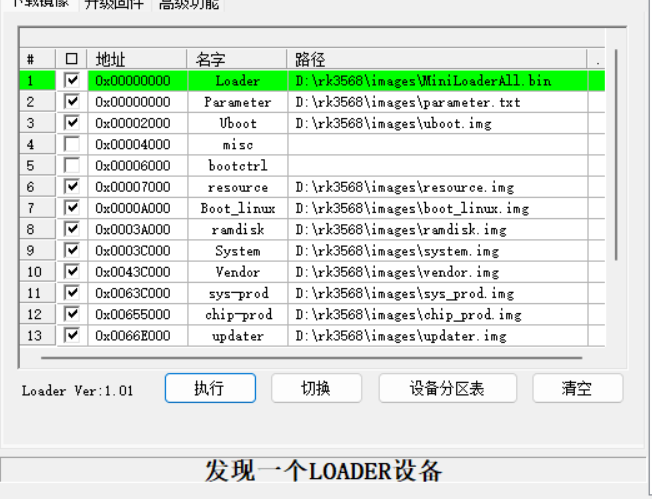 下载镜像 升级固件 高级功能
# 地址 名字 路径 .
1 0x00000000 Loader D:\rk3568\images\MiniLoaderAll.bin
2 0x00000000 Parameter D:\rk3568\images\parameter.txt
3 0x00002000 Uboot D:\rk3568\images\uboot.img
4 0x00004000 misc
5 0x00006000 bootctrl
6 0x00007000 resource D:\rk3568\images\resource.img
7 0x0000A000 Boot_linux D:\rk3568\images\boot_linux.img
8 0x0003A000 ramdisk D:\rk3568\images\ramdisk.img
9 0x0003C000 System D:\rk3568\images\system.img
10 0x0043C000 Vendor D:\rk3568\images\vendor.img
11 0x0063C000 sys-prod D:\rk3568\images\sys_prod.img
12 0x00655000 chip-prod D:\rk3568\images\chip_prod.img
13 0x0066E000 updater D:\rk3568\images\updater.img
Loader Ver:1.01 执行 切换 设备分区表 清空
发现一个LOADER设备